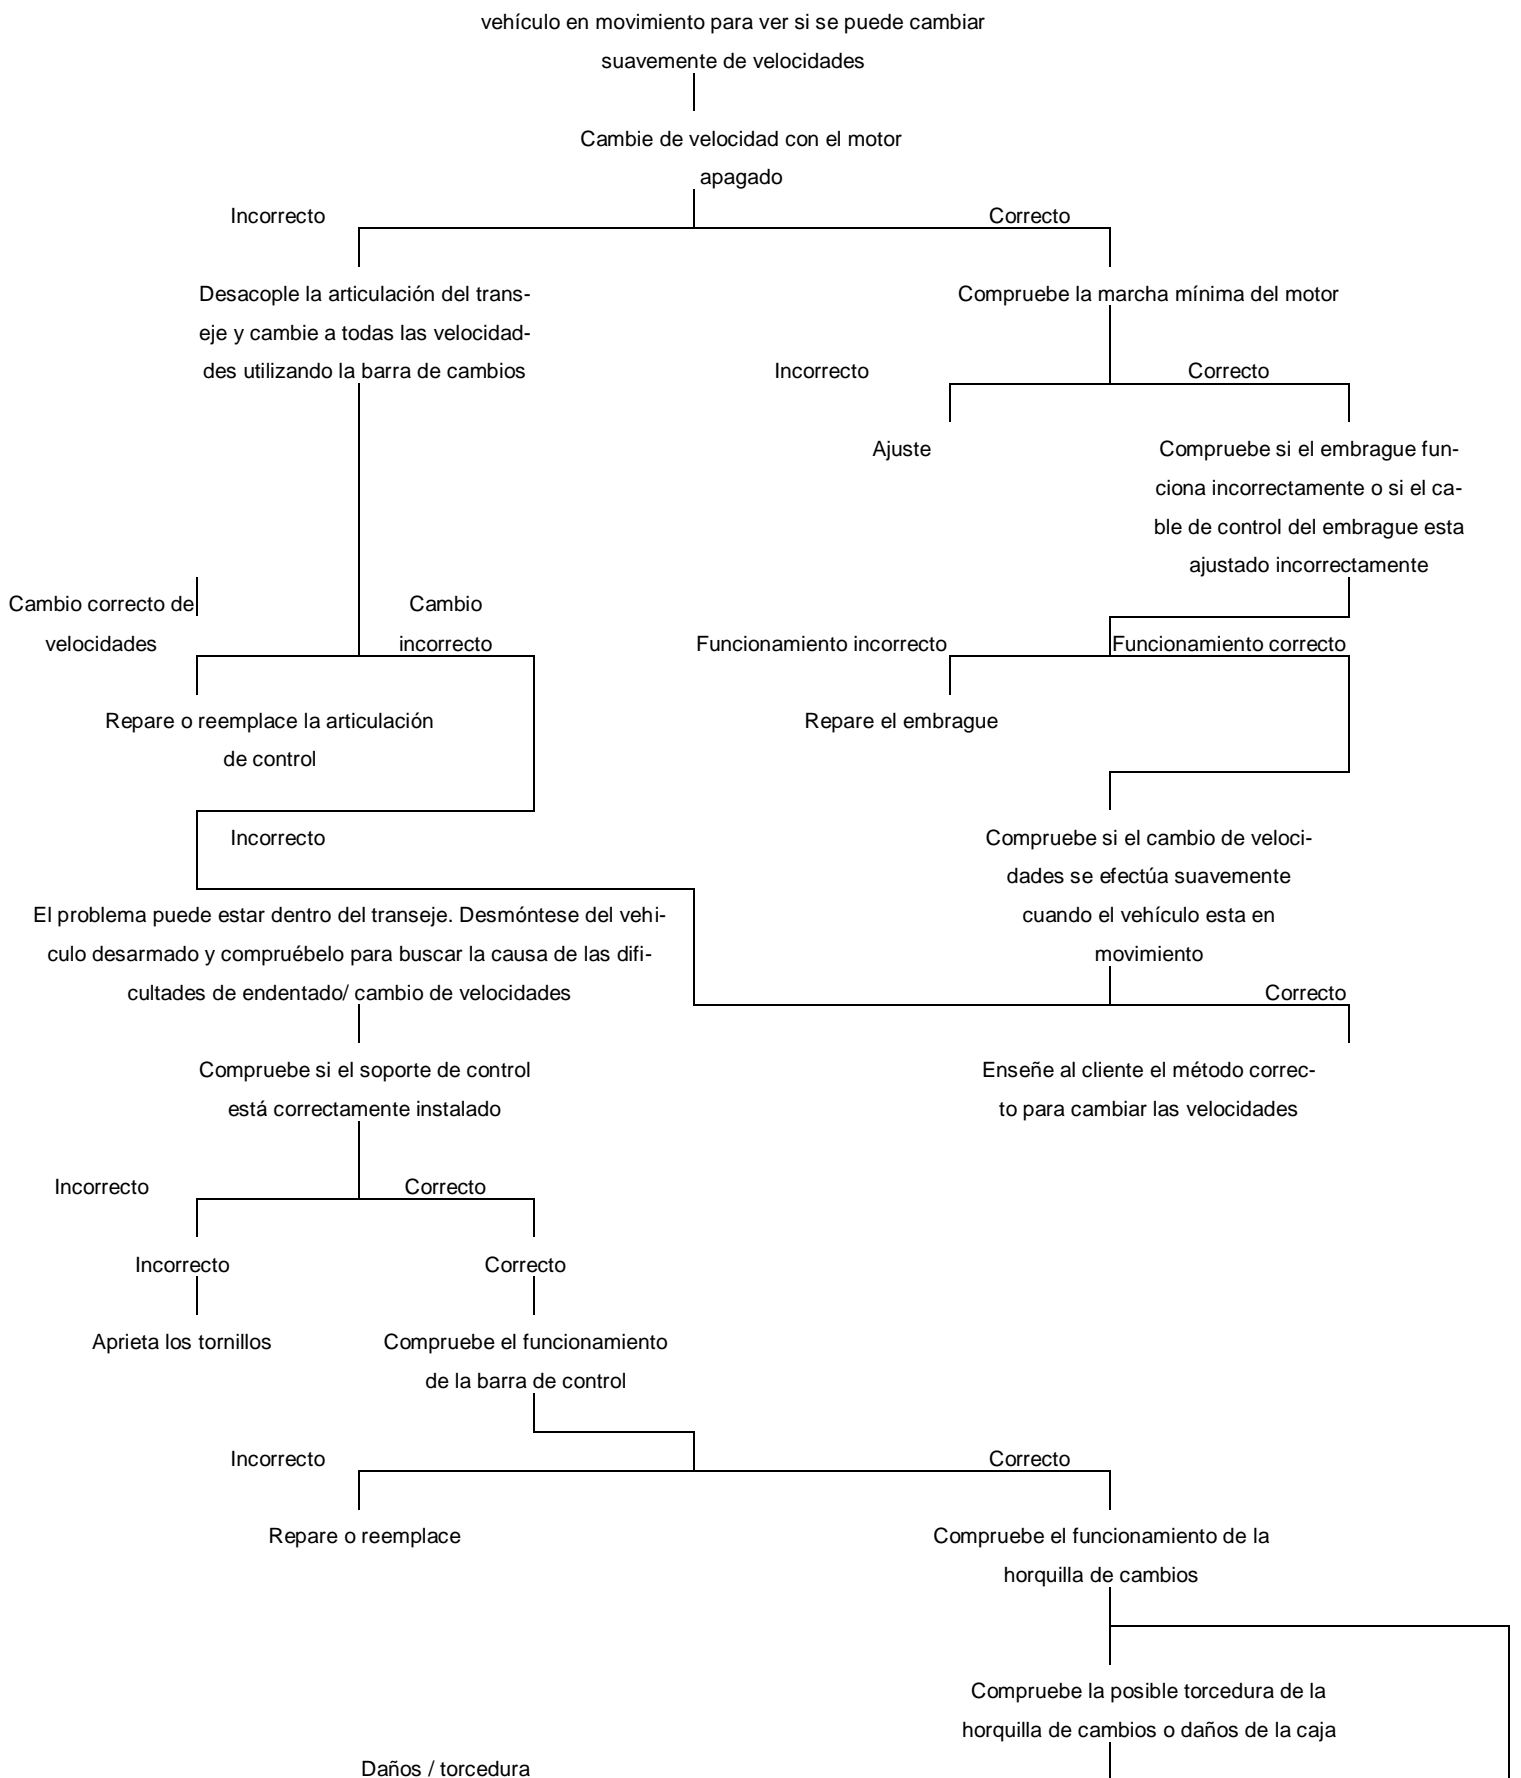 vehículo en movimiento para ver si se puede cambiar
suavemente de velocidades
Cambie de velocidad con el motor
apagado
Incorrecto
Correcto
Desacople la articulación del trans-
eje y cambie a todas las velocidad-
des utilizando la barra de cambios
Compruebe la marcha mínima del motor
Incorrecto
Correcto
Ajuste
Compruebe si el embrague fun-
ciona incorrectamente o si el ca-
ble de control del embrague esta
ajustado incorrectamente
Cambio correcto de
velocidades
Cambio
incorrecto
Funcionamiento incorrecto
Funcionamiento correcto
Repare o reemplace la articulación
de control
Repare el embrague
Incorrecto
Compruebe si el cambio de veloci-
dades se efectúa suavemente
cuando el vehículo esta en
movimiento
El problema puede estar dentro del transeje. Desmóntese del vehi-
culo desarmado y compruébelo para buscar la causa de las difi-
cultades de endentado/ cambio de velocidades
Correcto
Compruebe si el soporte de control
está correctamente instalado
Enseñe al cliente el método correc-
to para cambiar las velocidades
Incorrecto
Correcto
Incorrecto
Correcto
Aprieta los tornillos
Compruebe el funcionamiento
de la barra de control
Incorrecto
Correcto
Repare o reemplace
Compruebe el funcionamiento de la
horquilla de cambios
Compruebe la posible torcedura de la
horquilla de cambios o daños de la caja
Daños / torcedura